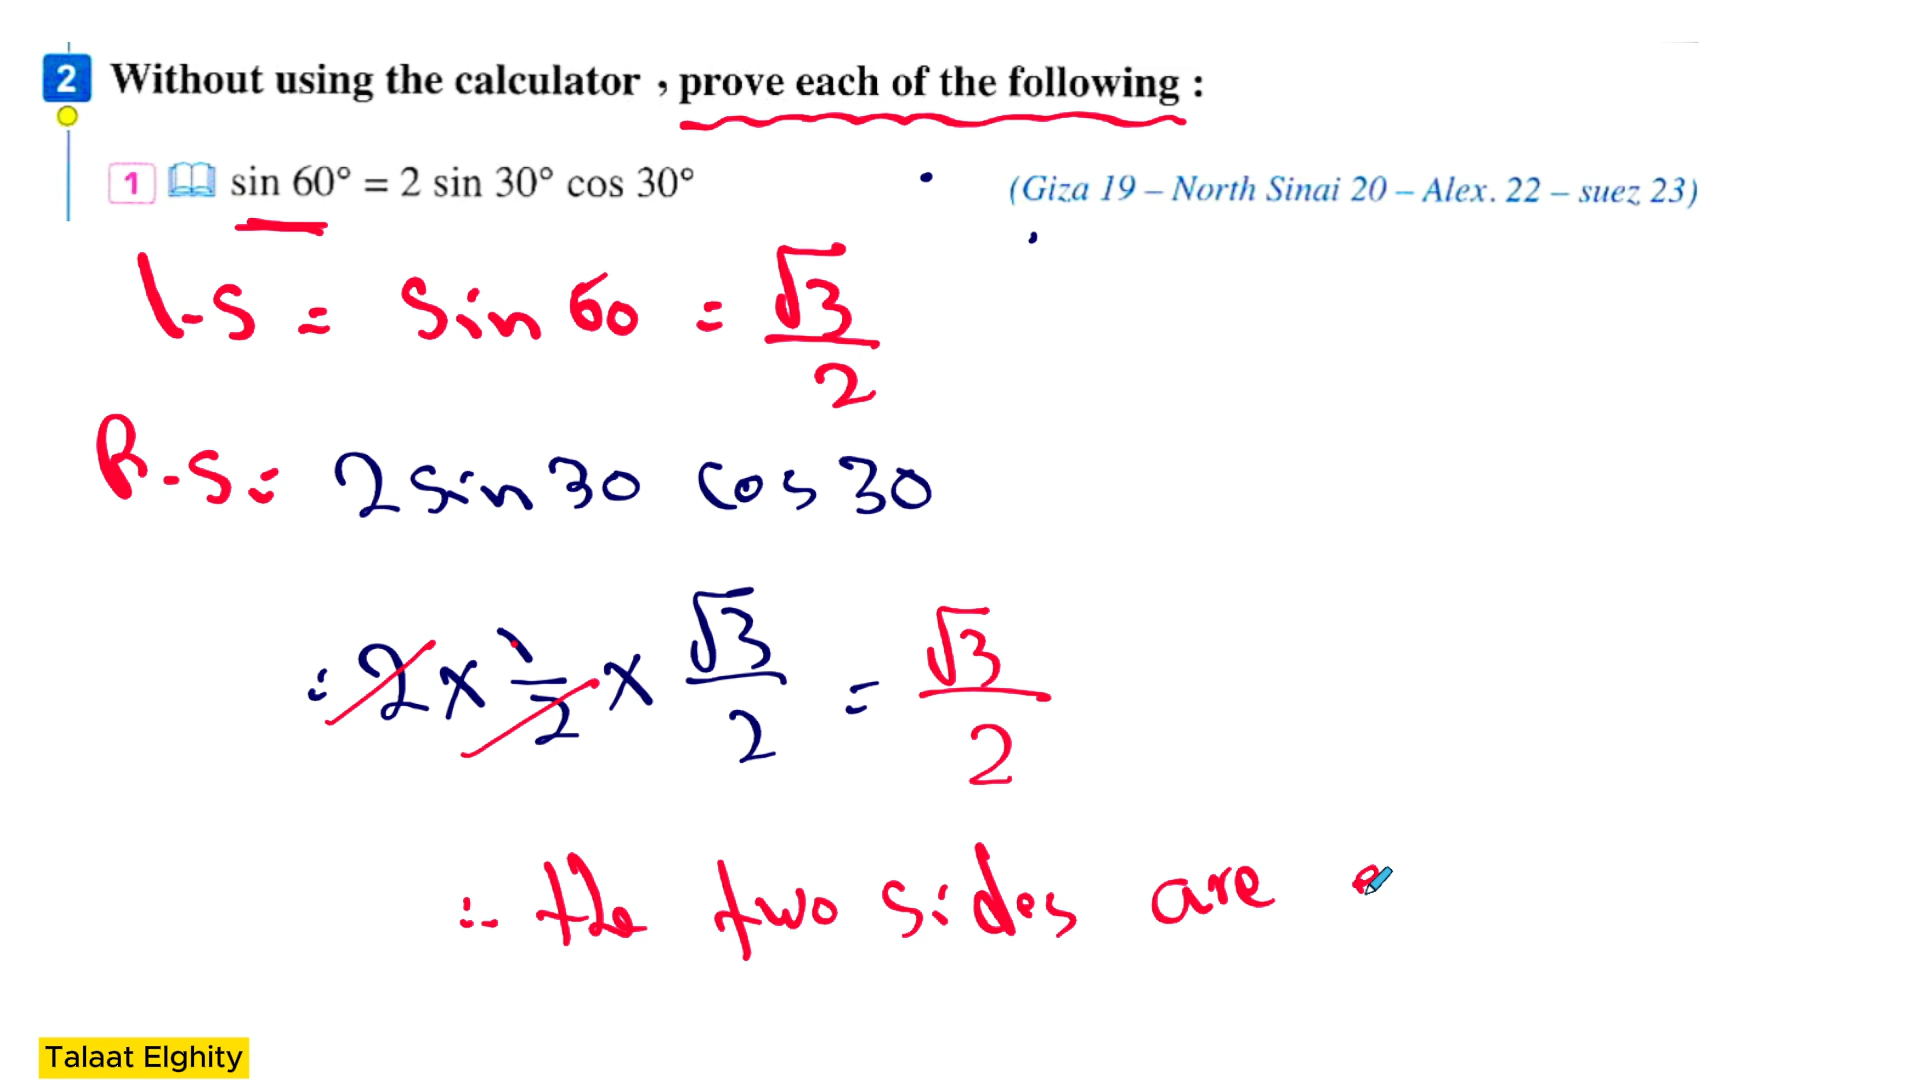 2 Without using the calculator , prove each of the following :
1 sin 60° = 2 sin 30° cos 30° (Giza 19 – North Sinai 20 – Alex. 22 – suez 23)
L-S = Sin 60 = √3/2
R-S = 2 sin 30 cos 30
= 2 × 1/2 × √3/2 = √3/2
∴ the two sides are
Talaat Elghity